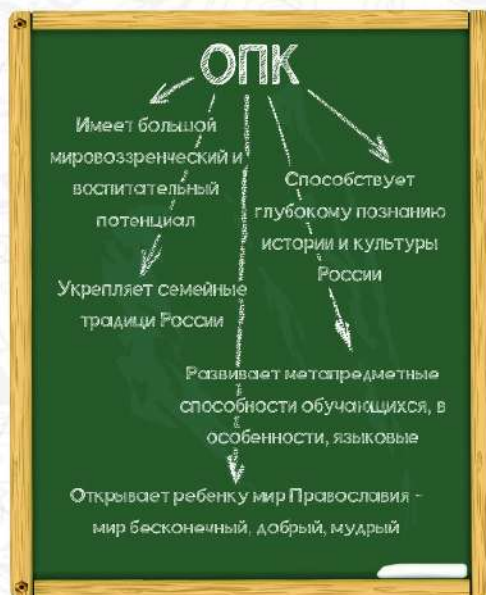 ОПК
Имеет большой
мировоззренческий и
воспитательный
потенциал
Способствует
глубокому познанию
истории и культуры
России
Укрепляет семейные
традици России
Развивает метапредметные
способности обучающихся, в
особенности, языковые
Открывает ребенку мир Православия -
мир бесконечный, добрый, мудрый